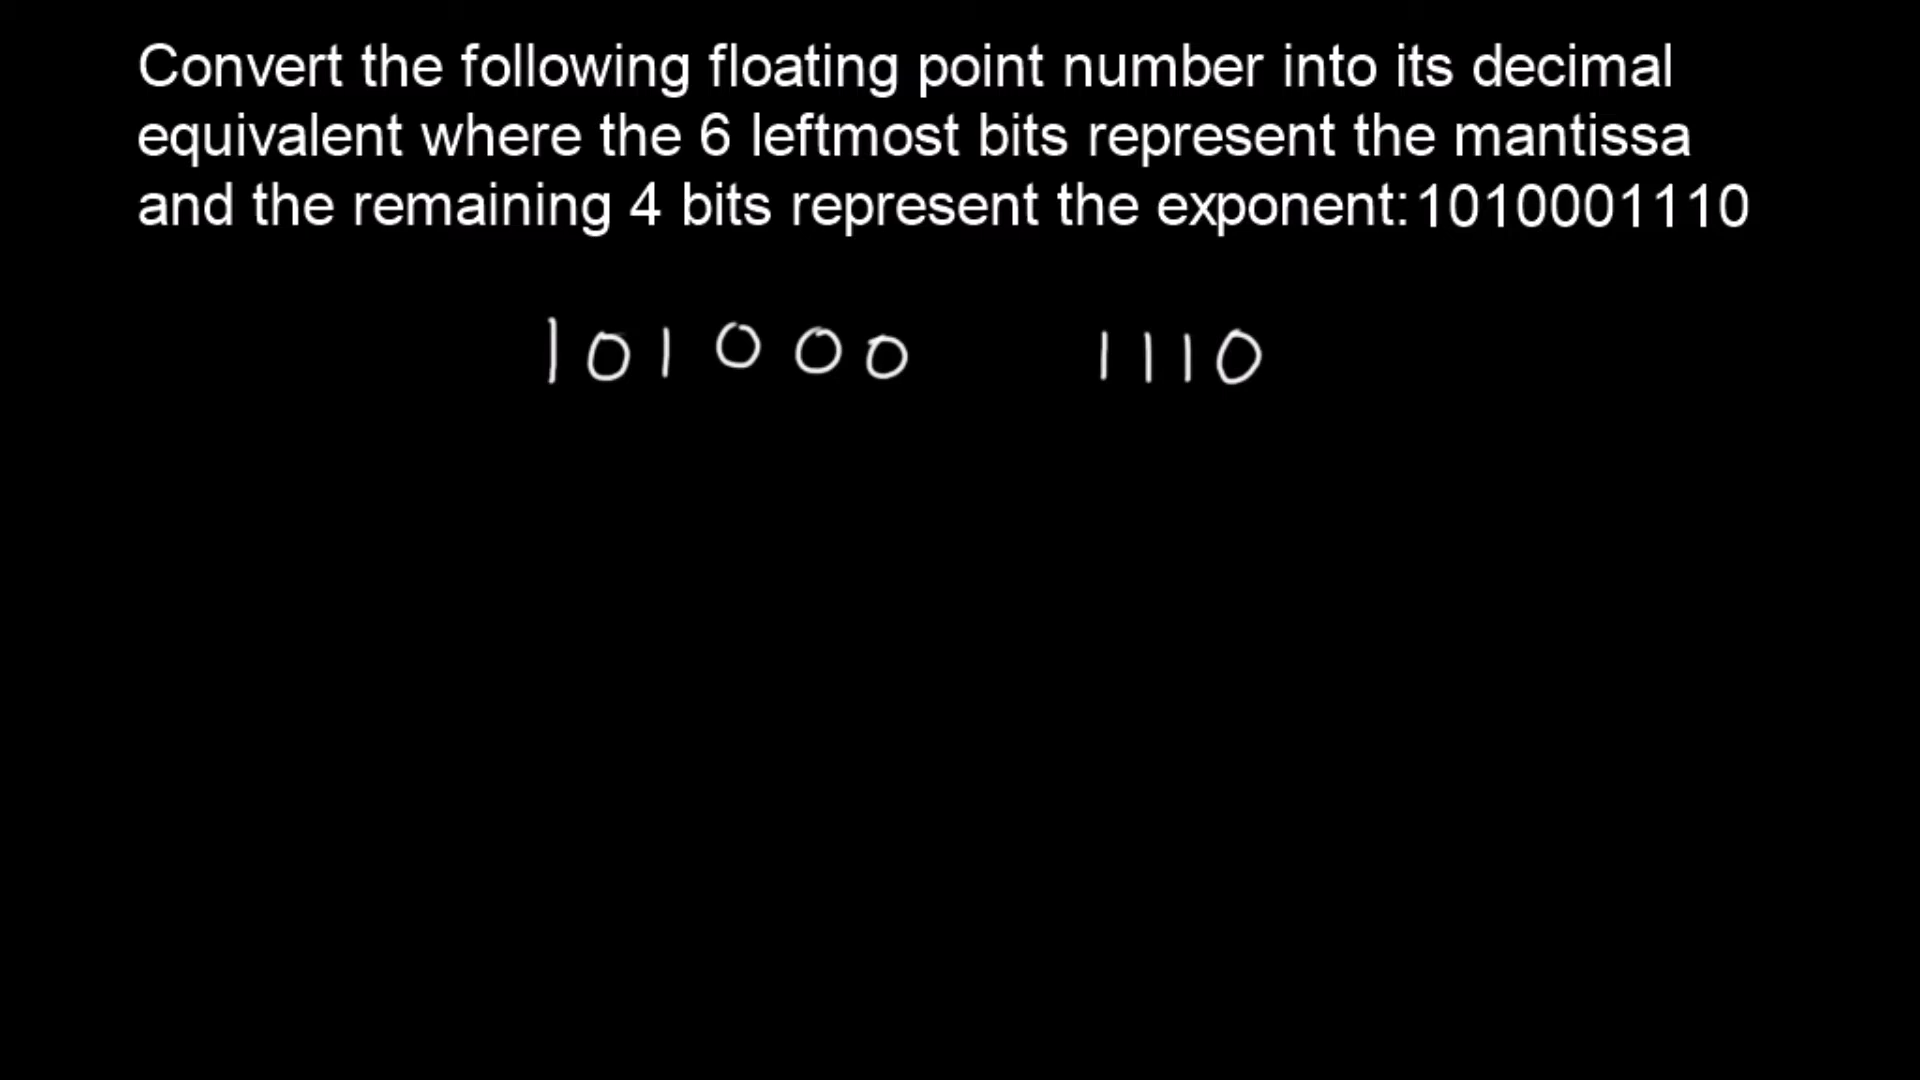 Convert the following floating point number into its decimal
equivalent where the 6 leftmost bits represent the mantissa
and the remaining 4 bits represent the exponent:1010001110
101000 1110